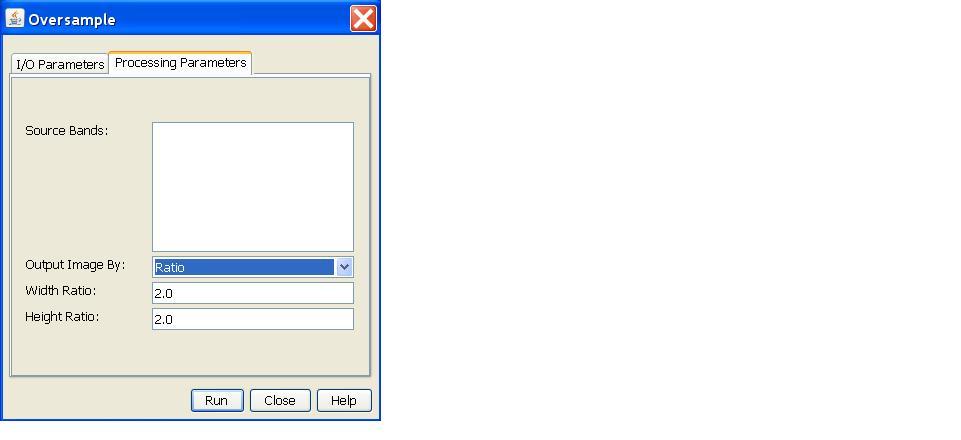 Oversample
I/O Parameters Processing Parameters
Source Bands:
Output Image By: Ratio
Width Ratio: 2.0
Height Ratio: 2.0
Run Close Help